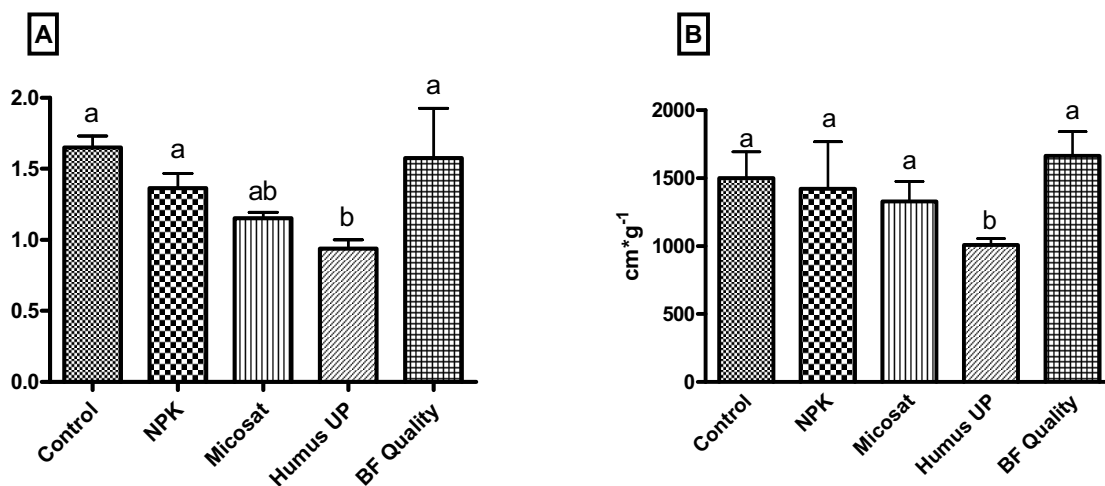 A
2.0
1.5
1.0
0.5
0.0
a
a
ab
b
a
Control
NPK
Micosat
Humus UP
BF Quality
B
cm*g-1
2000
1500
1000
500
0
a
a
a
b
a
Control
NPK
Micosat
Humus UP
BF Quality